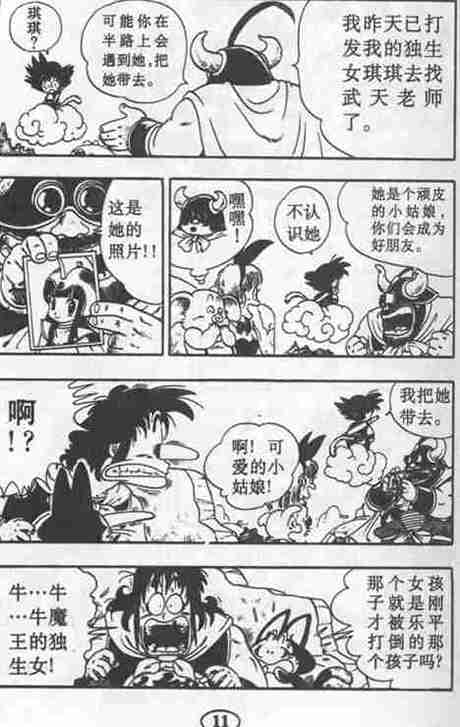 我昨天已打
发我的独生
女琪琪去找
武天老师
了。
可能你在
半路上会
遇到她,把
她带去。
琪琪?
她是个顽皮
的小姑娘,
你们会成为
好朋友。
不认
识她
嘿嘿!
这是
她的
照片!!
我把她
带去。
啊!可
爱的小
姑娘!
啊
!?
那个女孩
子就是刚
才被乐平
打倒的那
个孩子吗?
牛…牛
…牛魔
王的独
生女!
11